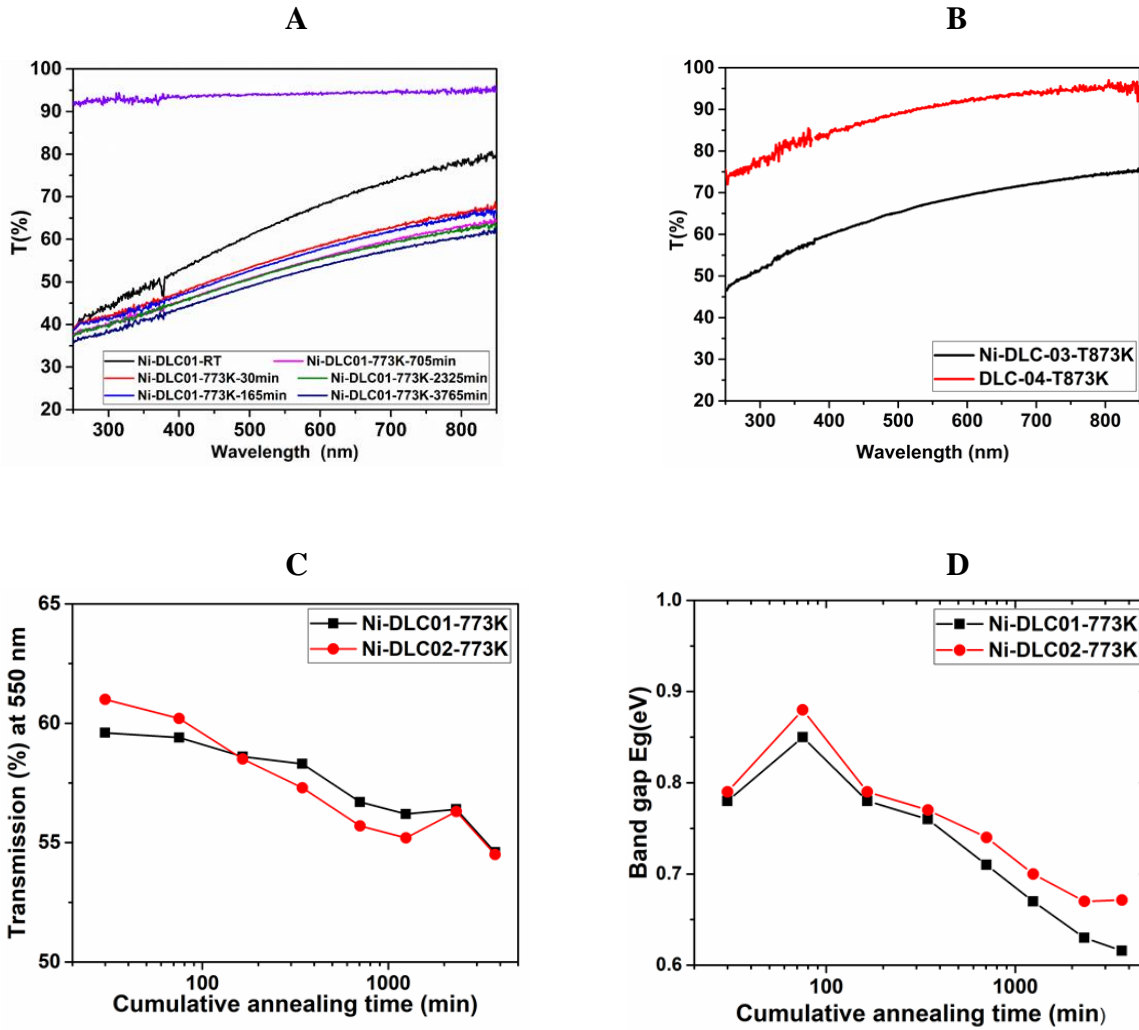 A
100
90
80
70
60
50
40
30
20
T(%)
Ni-DLC01-RT
Ni-DLC01-773K-30min
Ni-DLC01-773K-165min
Ni-DLC01-773K-705min
Ni-DLC01-773K-2325min
Ni-DLC01-773K-3765min
300 400 500 600 700 800
Wavelength (nm)
B
100
90
80
70
60
50
40
30
20
T(%)
Ni-DLC-03-T873K
DLC-04-T873K
300 400 500 600 700 800
Wavelength (nm)
C
65
60
55
50
Transmission (%) at 550 nm
Ni-DLC01-773K
Ni-DLC02-773K
100 1000
Cumulative annealing time (min)
D
1.0
0.9
0.8
0.7
0.6
Band gap Eg(eV)
Ni-DLC01-773K
Ni-DLC02-773K
100 1000
Cumulative annealing time (min)